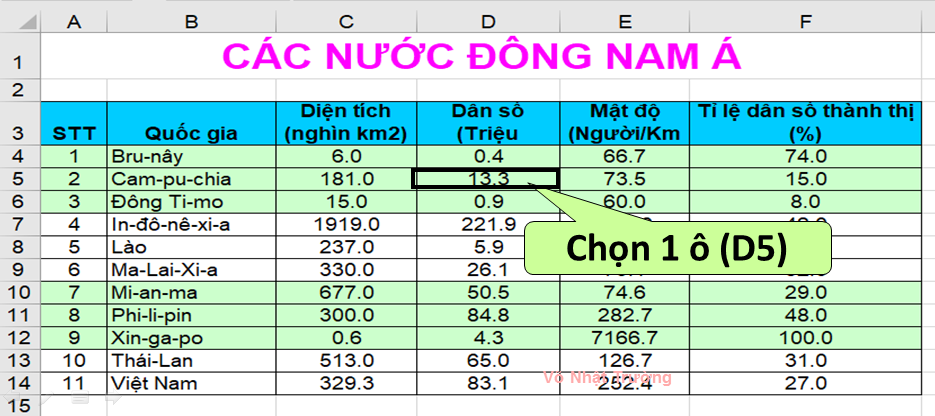 A B C D E F
1 CÁC NƯỚC ĐÔNG NAM Á
2
Diện tích Dân số Mật độ Tỉ lệ dân số thành thị
3 STT Quốc gia (nghìn km2) (Triệu (Người/Km (%)
4 1 Bru-nây 6.0 0.4 66.7 74.0
5 2 Cam-pu-chia 181.0 13.3 73.5 15.0
6 3 Đông Ti-mo 15.0 0.9 60.0 8.0
7 4 In-đô-nê-xi-a 1919.0 221.9
Chọn 1 ô (D5)
8 5 Lào 237.0 5.9
9 6 Ma-Lai-Xi-a 330.0 26.1
10 7 Mi-an-ma 677.0 50.5 74.6 29.0
11 8 Phi-li-pin 300.0 84.8 282.7 48.0
12 9 Xin-ga-po 0.6 4.3 7166.7 100.0
13 10 Thái-Lan 513.0 65.0 126.7 31.0
14 11 Việt Nam 329.3 83.1 252.4 27.0
Võ Nhật Trường
15